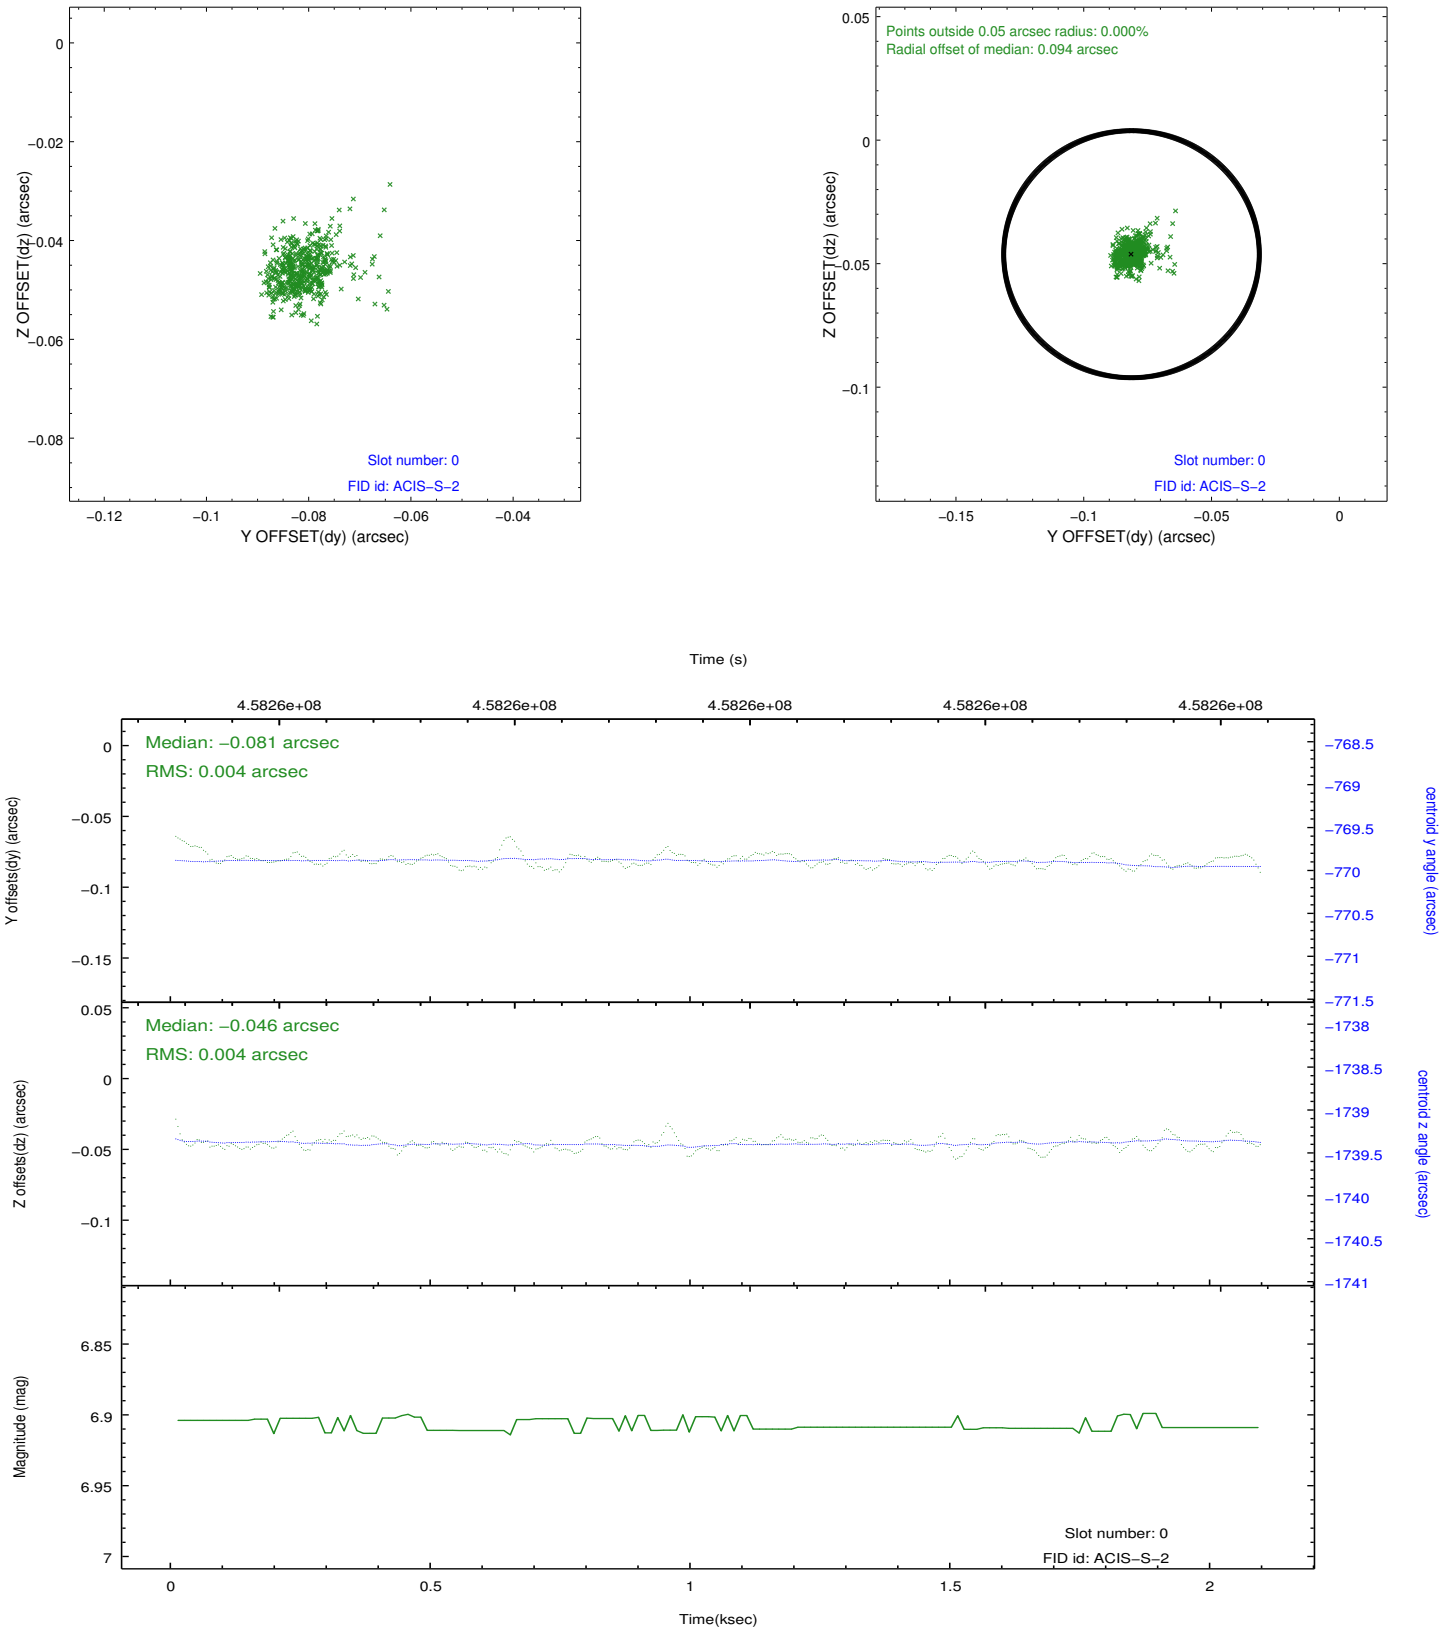 0
−0.02
−0.04
−0.06
−0.08
Z OFFSET(dz) (arcsec)
Slot number: 0
FID id: ACIS−S−2
−0.12
−0.1
−0.08
−0.06
−0.04
Y OFFSET(dy) (arcsec)
0.05
0
−0.05
−0.1
Z OFFSET(dz) (arcsec)
Points outside 0.05 arcsec radius: 0.000%
Radial offset of median: 0.094 arcsec
Slot number: 0
FID id: ACIS−S−2
−0.15
−0.1
−0.05
0
Y OFFSET(dy) (arcsec)
Time (s)
4.5826e+08
4.5826e+08
4.5826e+08
4.5826e+08
4.5826e+08
Median: −0.081 arcsec
RMS: 0.004 arcsec
0
−0.05
−0.1
−0.15
Y offsets(dy) (arcsec)
−768.5
−769
−769.5
−770
−770.5
−771
−771.5
centroid y angle (arcsec)
Median: −0.046 arcsec
RMS: 0.004 arcsec
0.05
0
−0.05
−0.1
Z offsets(dz) (arcsec)
−1738
−1738.5
−1739
−1739.5
−1740
−1740.5
−1741
centroid z angle (arcsec)
6.85
6.9
6.95
7
Magnitude (mag)
Slot number: 0
FID id: ACIS−S−2
0
0.5
1
1.5
2
Time(ksec)